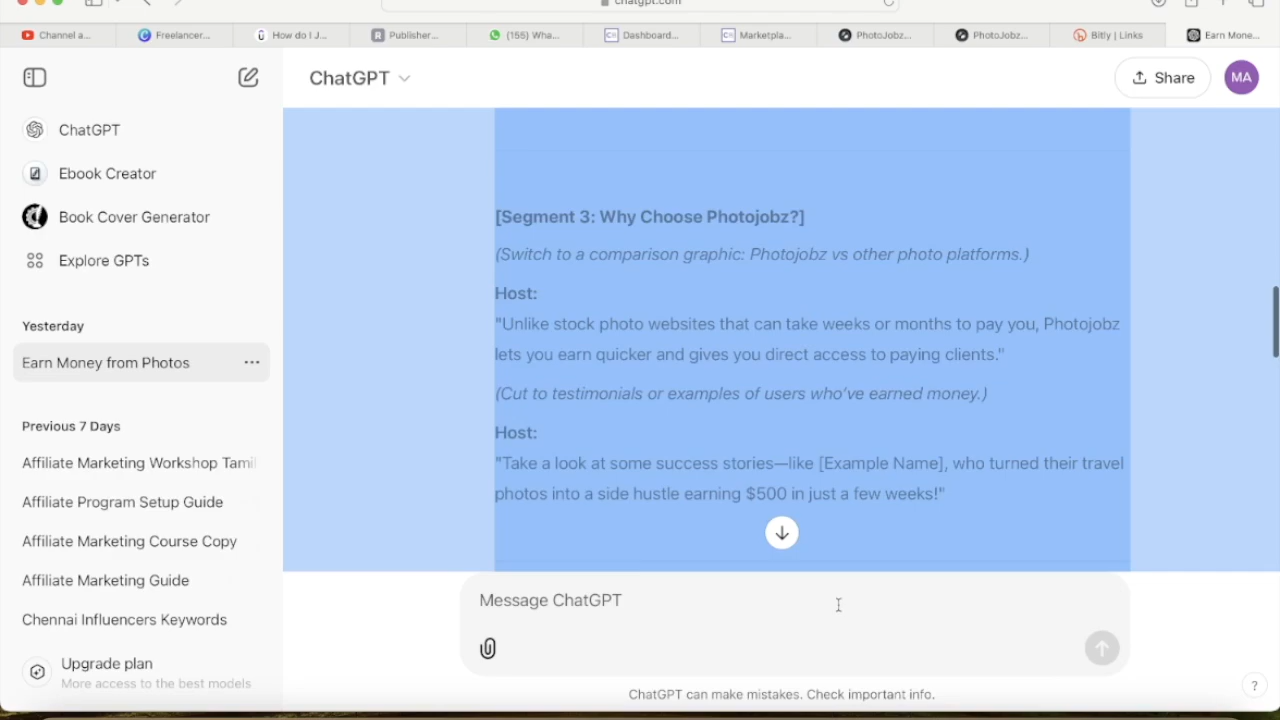 chatgpt.com
Channel a...
Freelancer...
How do I J...
Publisher...
(155) Wha...
Dashboard...
Marketpla...
PhotoJobz...
PhotoJobz...
Bitly | Links
Earn Mone...
ChatGPT
Share
MA
ChatGPT
Ebook Creator
Book Cover Generator
Explore GPTs
Yesterday
Earn Money from Photos
Previous 7 Days
Affiliate Marketing Workshop Tamil
Affiliate Program Setup Guide
Affiliate Marketing Course Copy
Affiliate Marketing Guide
Chennai Influencers Keywords
Upgrade plan
More access to the best models
[Segment 3: Why Choose Photojobz?]
(Switch to a comparison graphic: Photojobz vs other photo platforms.)
Host:
"Unlike stock photo websites that can take weeks or months to pay you, Photojobz
lets you earn quicker and gives you direct access to paying clients."
(Cut to testimonials or examples of users who've earned money.)
Host:
"Take a look at some success stories—like [Example Name], who turned their travel
photos into a side hustle earning $500 in just a few weeks!"
Message ChatGPT
ChatGPT can make mistakes. Check important info.
?